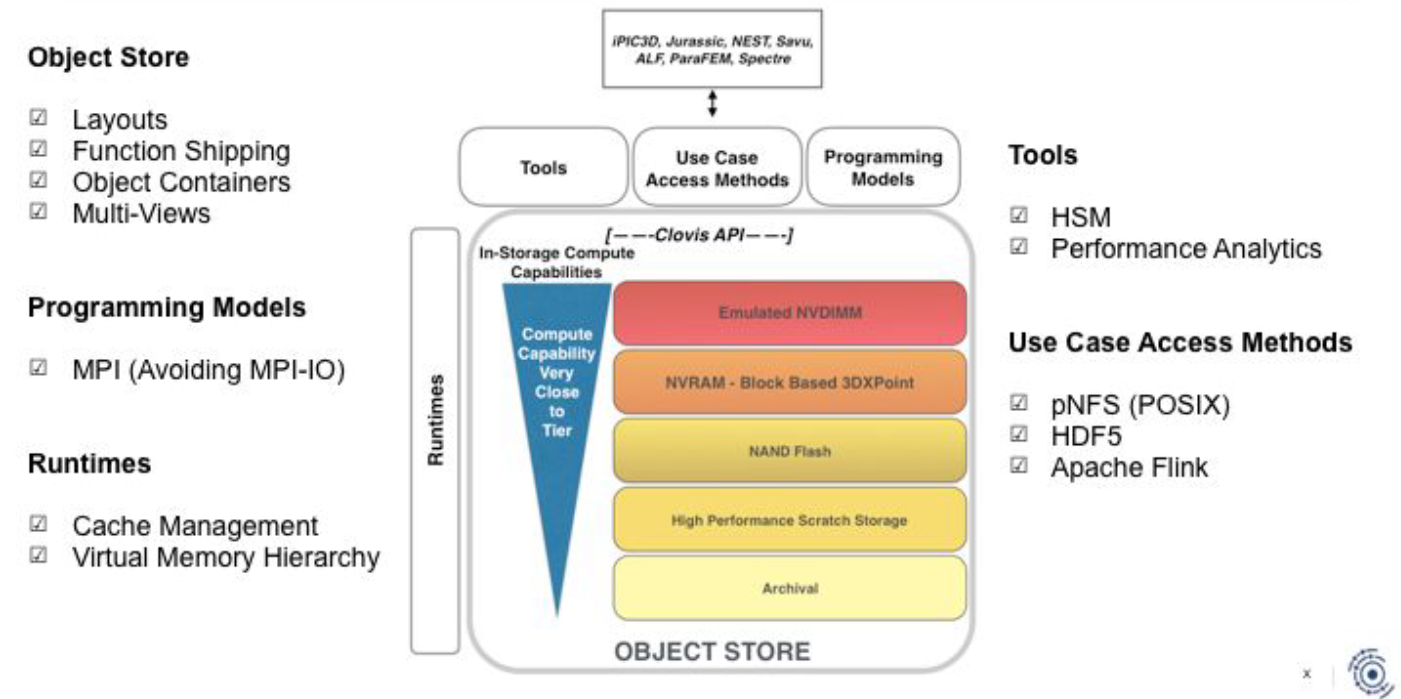 Object Store
☑ Layouts
☑ Function Shipping
☑ Object Containers
☑ Multi-Views
Programming Models
☑ MPI (Avoiding MPI-IO)
Runtimes
☑ Cache Management
☑ Virtual Memory Hierarchy
iPIC3D, Jurassic, NEST, Savu,
ALF, ParaFEM, Spectre
Tools
Use Case
Access Methods
Programming
Models
[———Clovis API———-]
In-Storage Compute
Capabilities
Compute
Capability
Very
Close
to
Tier
Runtimes
Emulated NVDIMM
NVRAM - Block Based 3DXPoint
NAND Flash
High Performance Scratch Storage
Archival
OBJECT STORE
Tools
☑ HSM
☑ Performance Analytics
Use Case Access Methods
☑ pNFS (POSIX)
☑ HDF5
☑ Apache Flink
x